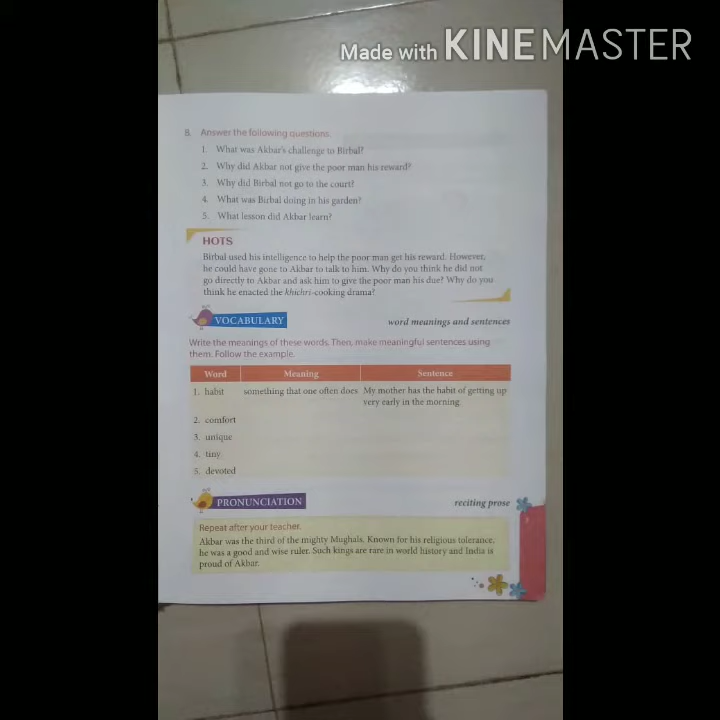 Made with KINEMASTER
B. Answer the following questions.
1. What was Akbar's challenge to Birbal?
2. Why did Akbar not give the poor man his reward?
3. Why did Birbal not go to the court?
4. What was Birbal doing in his garden?
5. What lesson did Akbar learn?
HOTS
Birbal used his intelligence to help the poor man get his reward. However,
he could have gone to Akbar to talk to him. Why do you think he did not
go directly to Akbar and ask him to give the poor man his due? Why do you
think he enacted the khichri-cooking drama?
VOCABULARY word meanings and sentences
Write the meanings of these words. Then, make meaningful sentences using
them. Follow the example.
Word Meaning Sentence
1. habit something that one often does My mother has the habit of getting up
very early in the morning.
2. comfort
3. unique
4. tiny
5. devoted
PRONUNCIATION reciting prose
Repeat after your teacher.
Akbar was the third of the mighty Mughals. Known for his religious tolerance,
he was a good and wise ruler. Such kings are rare in world history and India is
proud of Akbar.